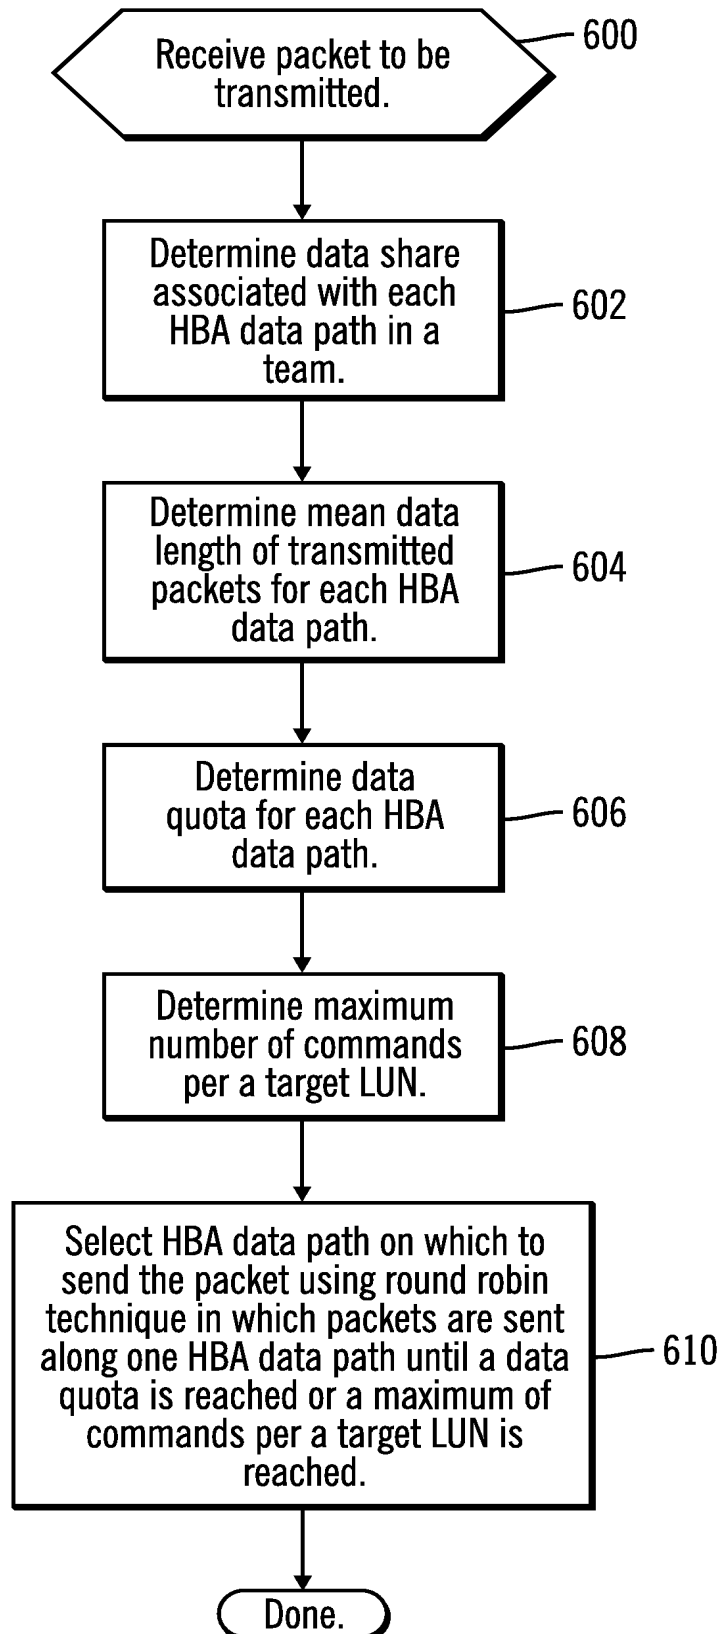 Receive packet to be
transmitted.
600
Determine data share
associated with each
HBA data path in a
team.
602
Determine mean data
length of transmitted
packets for each HBA
data path.
604
Determine data
quota for each HBA
data path.
606
Determine maximum
number of commands
per a target LUN.
608
Select HBA data path on which to
send the packet using round robin
technique in which packets are sent
along one HBA data path until a data
quota is reached or a maximum of
commands per a target LUN is
reached.
610
Done.